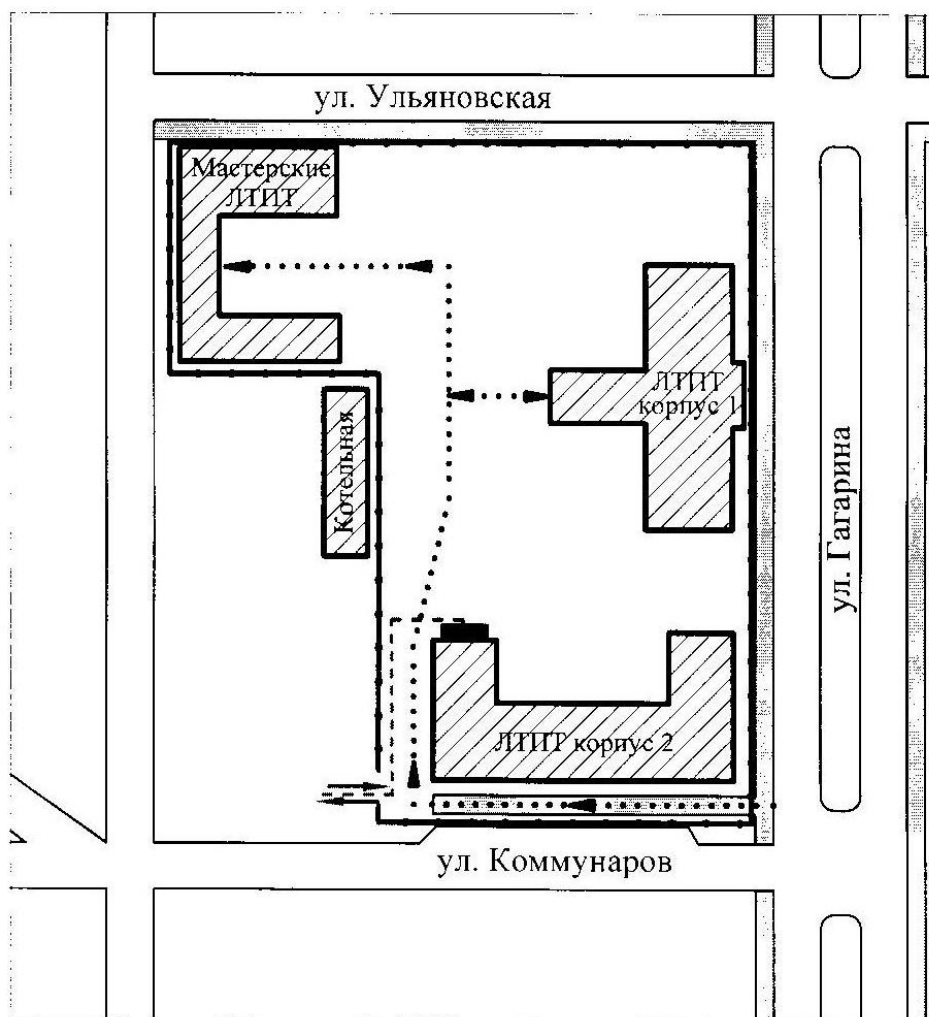 ул. Ульяновская
Мастерские
ЛТПТ
ЛТПТ
корпус 1
Котельная
ул. Гагарина
ЛТПТ корпус 2
ул. Коммунаров